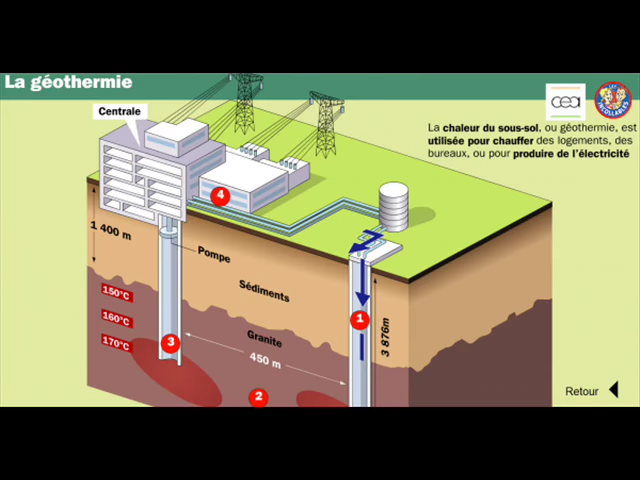 La géothermie
Centrale
cea
LES
INCOLLABLES
La chaleur du sous-sol, ou géothermie, est
utilisée pour chauffer des logements, des
bureaux, ou pour produire de l'électricité
4
1 400 m
Pompe
Sédiments
150°C
160°C
170°C
3
Granite
450 m
1
3 876m
2
Retour